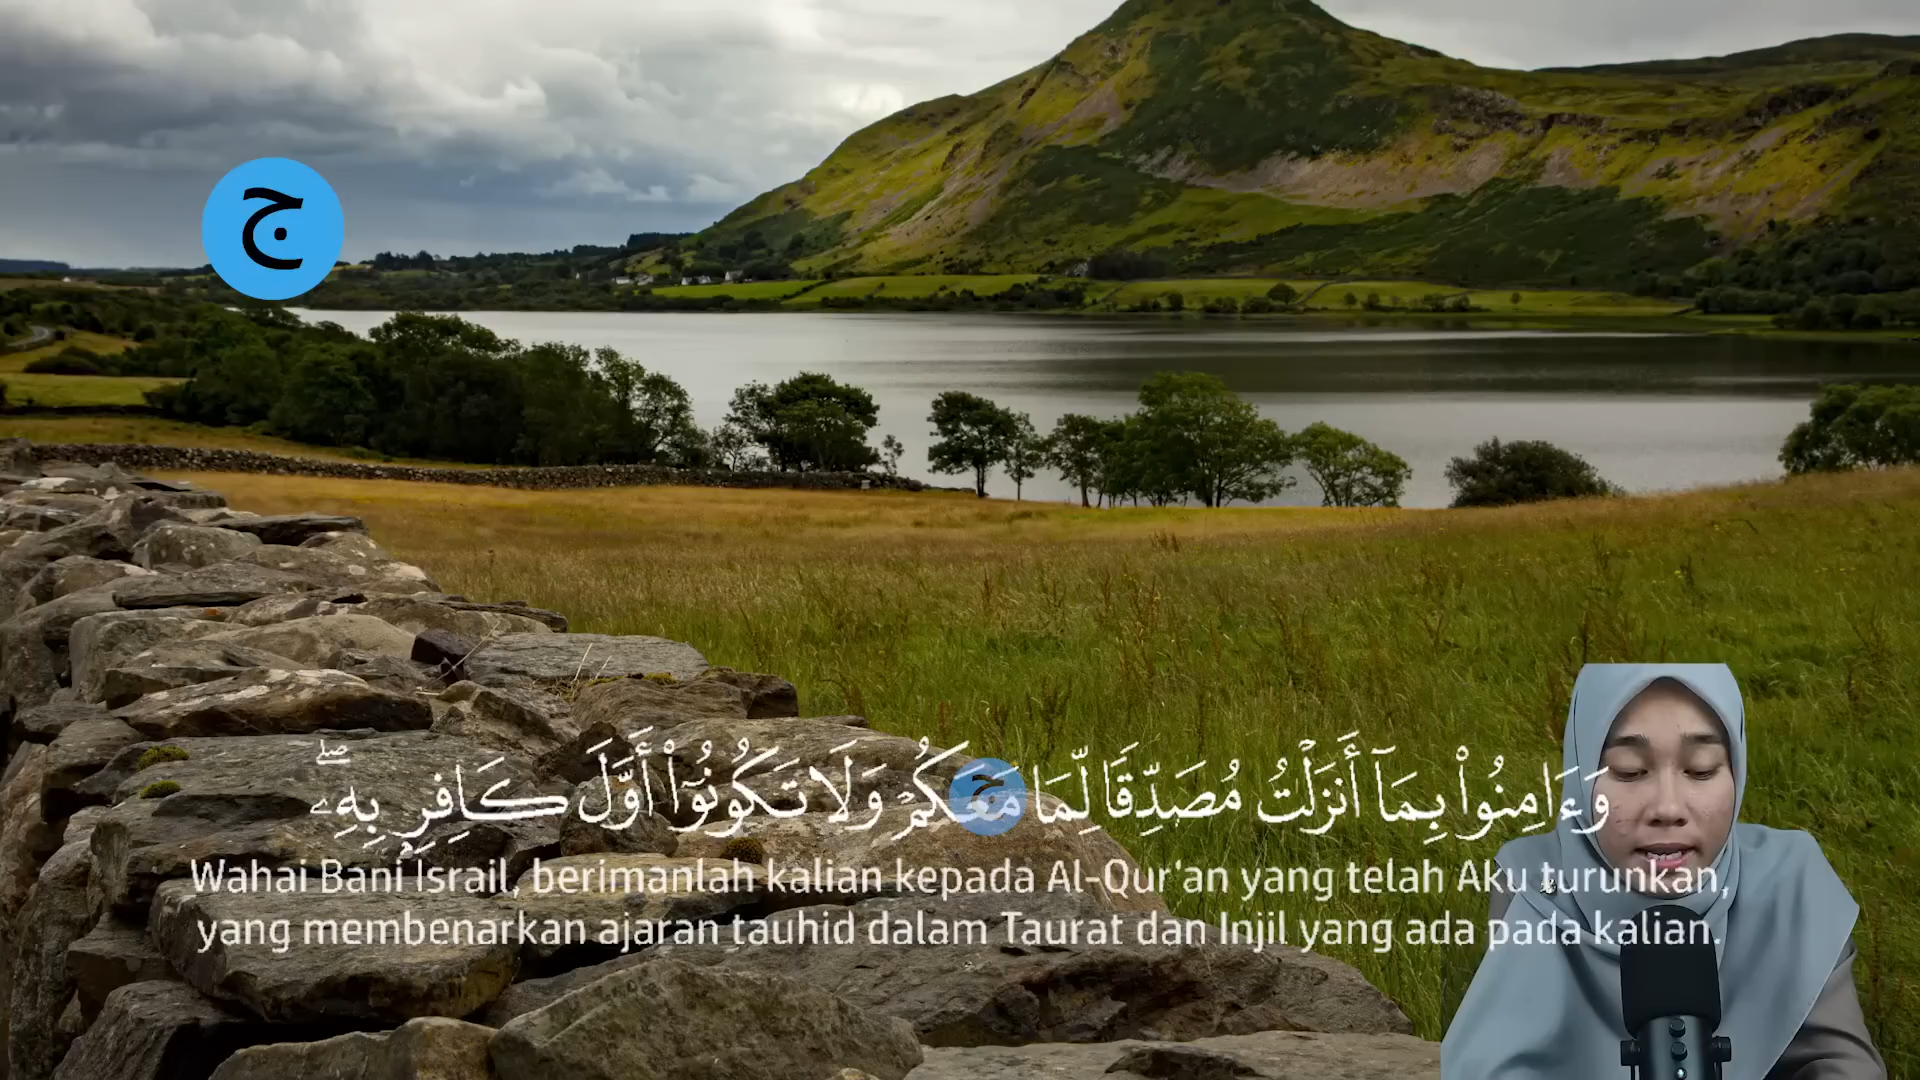 ج
وَءَامِنُوا۟ بِمَآ أَنزَلْتُ مُصَدِّقًا لِّمَا مَعَكُمْ وَلَا تَكُونُوٓا۟ أَوَّلَ كَافِرٍۭ بِهِۦ ۖ
ج
Wahai Bani Israil, berimanlah kalian kepada Al-Qur'an yang telah Aku turunkan,
yang membenarkan ajaran tauhid dalam Taurat dan Injil yang ada pada kalian.